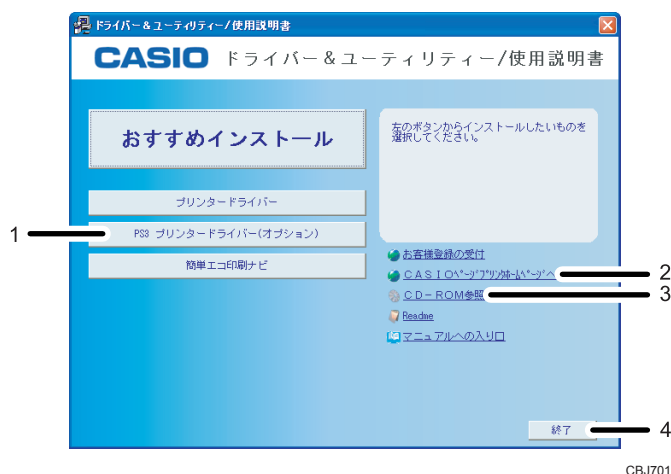 ドライバー&ユーティリティー/使用説明書
CASIO ドライバー&ユーティリティー/使用説明書
おすすめインストール
左のボタンからインストールしたいものを
選択してください。
プリンタードライバー
1
PS3 プリンタードライバー(オプション)
簡単エコ印刷ナビ
お客様登録の受付
CASIOページプリンタホームページへ
2
CD-ROM参照
3
Readme
マニュアルへの入り口
終了
4
CBJ701